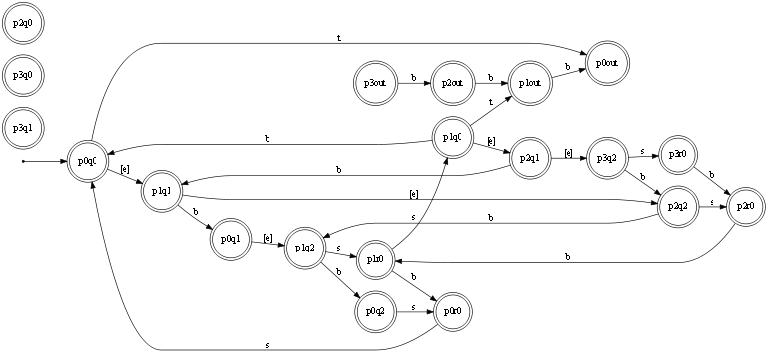 p2q0
t
p0out
p3q0
p3out
b
p2out
b
p1out
b
p3q1
t
p1q0
[e]
p2q1
[e]
p3q2
s
p3r0
t
p0q0
[e]
b
b
b
p1q1
[e]
p2q2
s
p2r0
b
s
b
p0q1
[e]
p1q2
s
p1r0
b
b
b
p0q2
s
p0r0
s